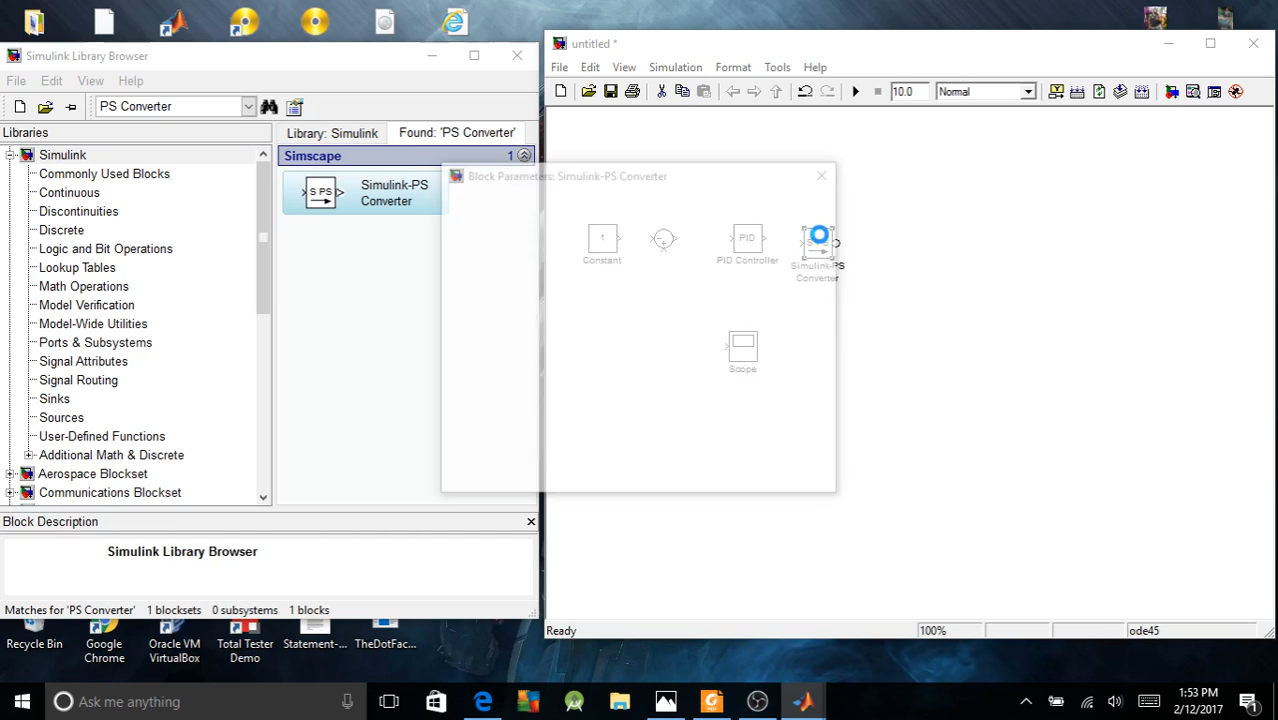 Simulink Library Browser
File Edit View Help
PS Converter
Libraries
Library: Simulink
Found: 'PS Converter'
Simulink
Commonly Used Blocks
Continuous
Discontinuities
Discrete
Logic and Bit Operations
Lookup Tables
Math Operations
Model Verification
Model-Wide Utilities
Ports & Subsystems
Signal Attributes
Signal Routing
Sinks
Sources
User-Defined Functions
Additional Math & Discrete
Aerospace Blockset
Communications Blockset
Simscape 1
S PS
Simulink-PS
Converter
Block Description
Simulink Library Browser
Matches for 'PS Converter' 1 blocksets 0 subsystems 1 blocks
untitled *
File Edit View Simulation Format Tools Help
10.0
Normal
Block Parameters: Simulink-PS Converter
1
Constant
PID
PID Controller
Simulink-PS
Converter
Scope
Ready
100%
ode45
Recycle Bin
Google
Chrome
Oracle VM
VirtualBox
Total Tester
Demo
Statement-...
TheDotFac...
Ask me anything
1:53 PM
2/12/2017
1